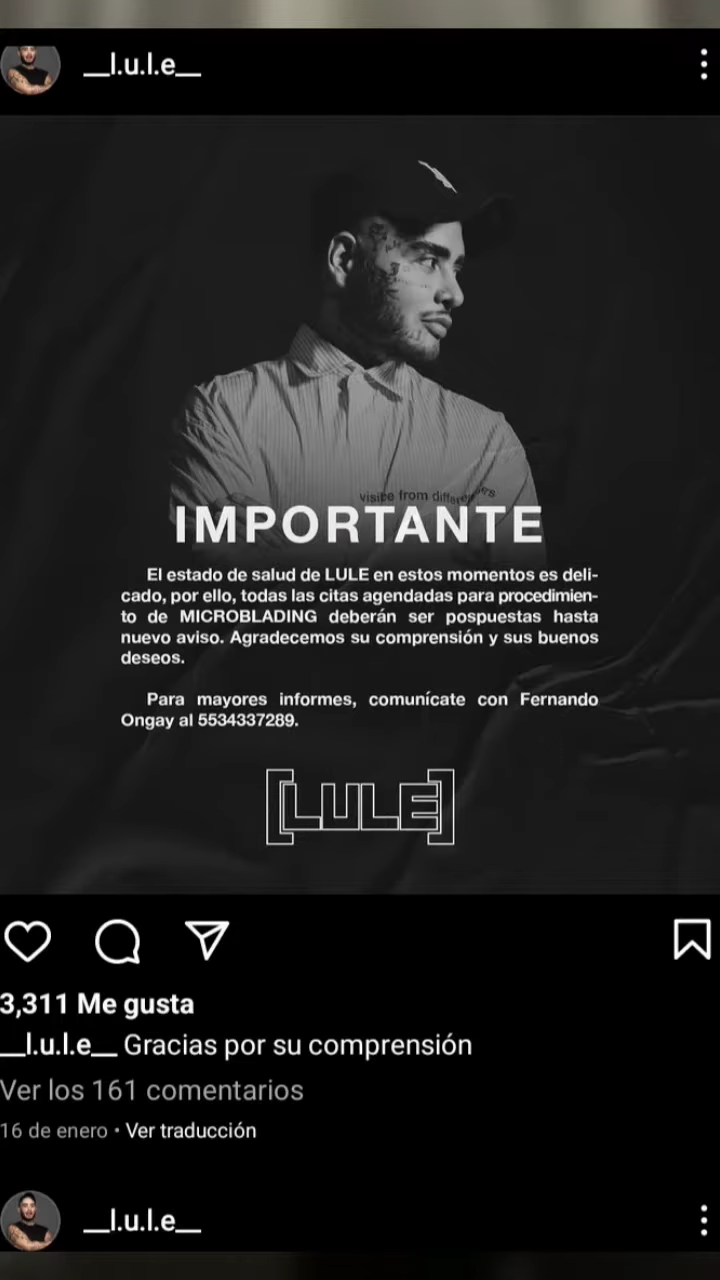 __l.u.l.e__
IMPORTANTE
El estado de salud de LULE en estos momentos es deli-
cado, por ello, todas las citas agendadas para procedimien-
to de MICROBLADING deberán ser pospuestas hasta
nuevo aviso. Agradecemos su comprensión y sus buenos
deseos.
Para mayores informes, comunícate con Fernando
Ongay al 5534337289.
[LULE]
3,311 Me gusta
__l.u.l.e__ Gracias por su comprensión
Ver los 161 comentarios
16 de enero • Ver traducción
__l.u.l.e__